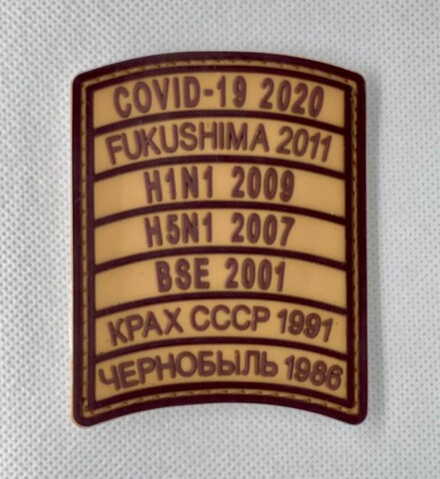 COVID-19 2020
FUKUSHIMA 2011
H1N1 2009
H5N1 2007
BSE 2001
КРАХ СССР 1991
ЧЕРНОБЫЛЬ 1986